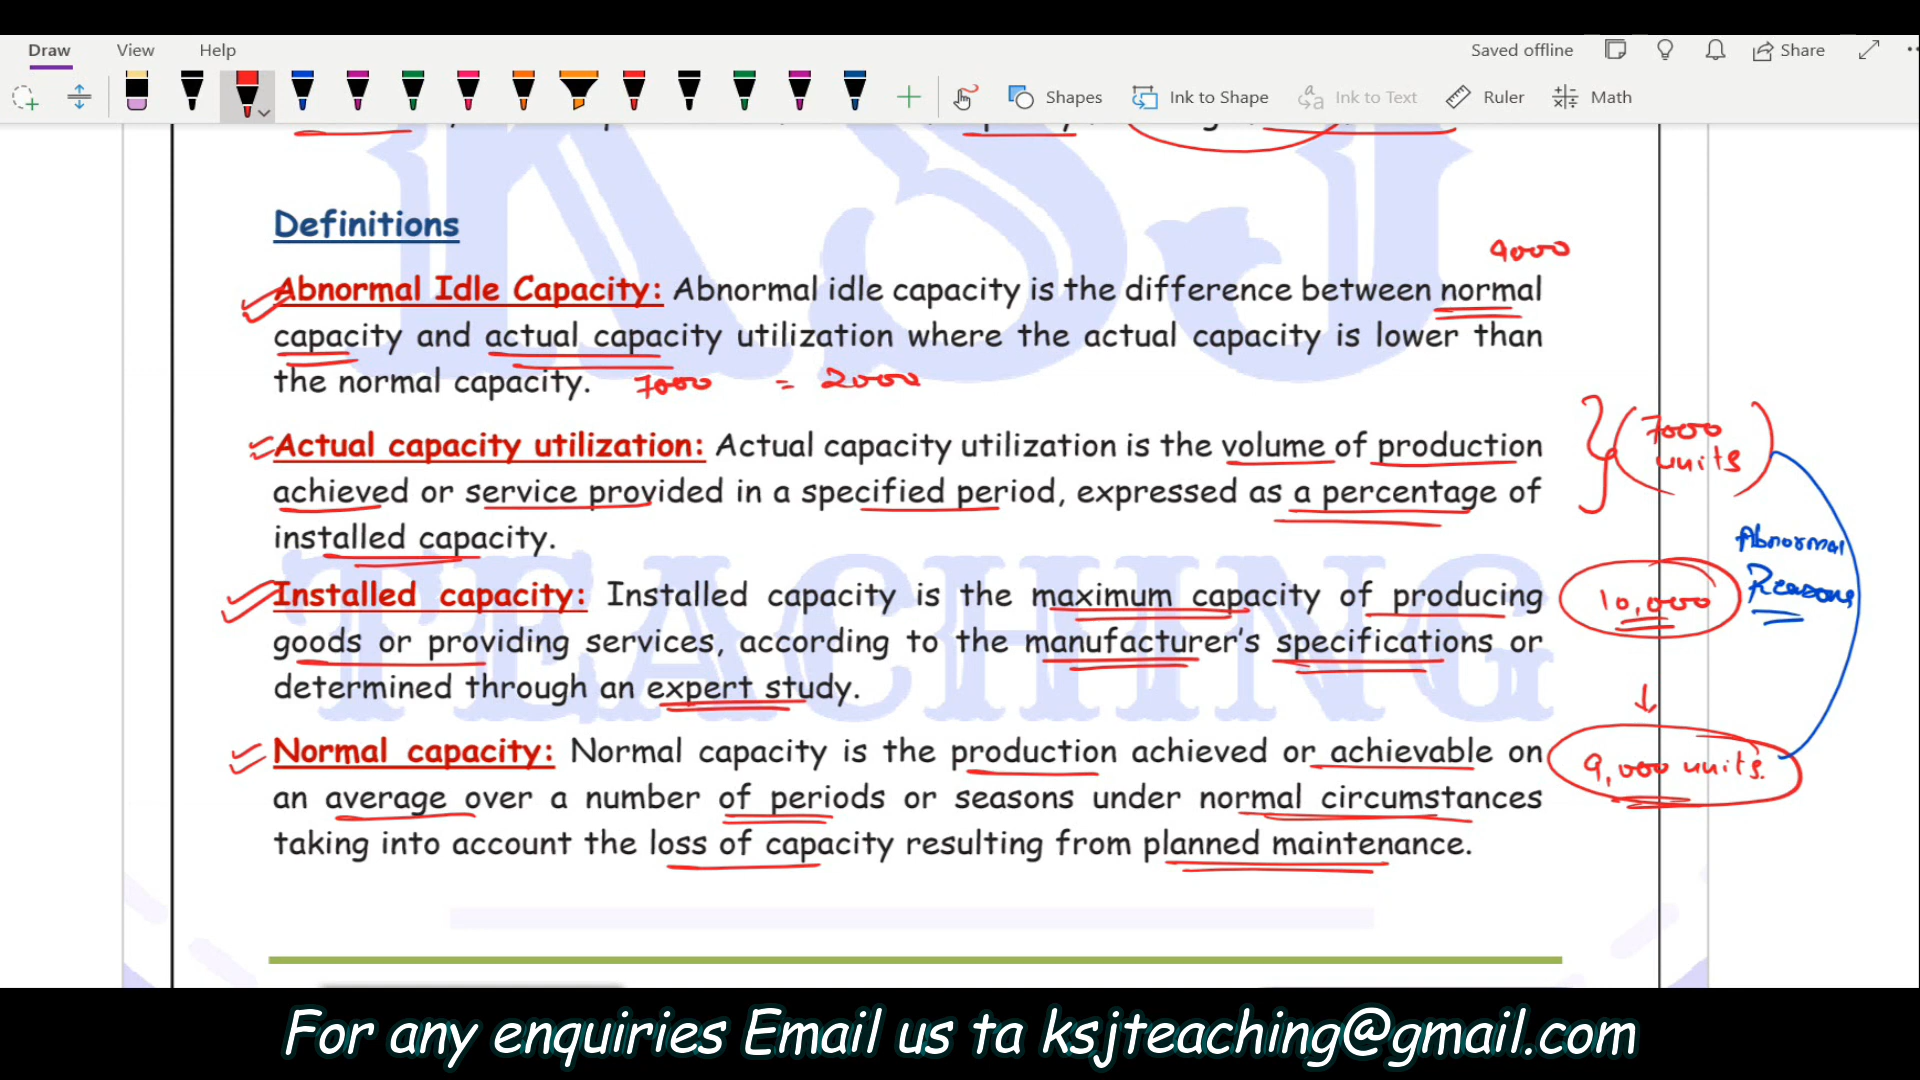 Draw View Help Saved offline Share
Shapes Ink to Shape Ink to Text Ruler Math
KSJ
Definitions
9000
Abnormal Idle Capacity: Abnormal idle capacity is the difference between normal
capacity and actual capacity utilization where the actual capacity is lower than
the normal capacity. 7000 = 2000
Actual capacity utilization: Actual capacity utilization is the volume of production
7000
units
achieved or service provided in a specified period, expressed as a percentage of
installed capacity.
Abnormal
Reasons
TEACHING
Installed capacity: Installed capacity is the maximum capacity of producing
10,000
goods or providing services, according to the manufacturer's specifications or
determined through an expert study.
Normal capacity: Normal capacity is the production achieved or achievable on
9,000 units.
an average over a number of periods or seasons under normal circumstances
taking into account the loss of capacity resulting from planned maintenance.
For any enquiries Email us ta ksjteaching@gmail.com